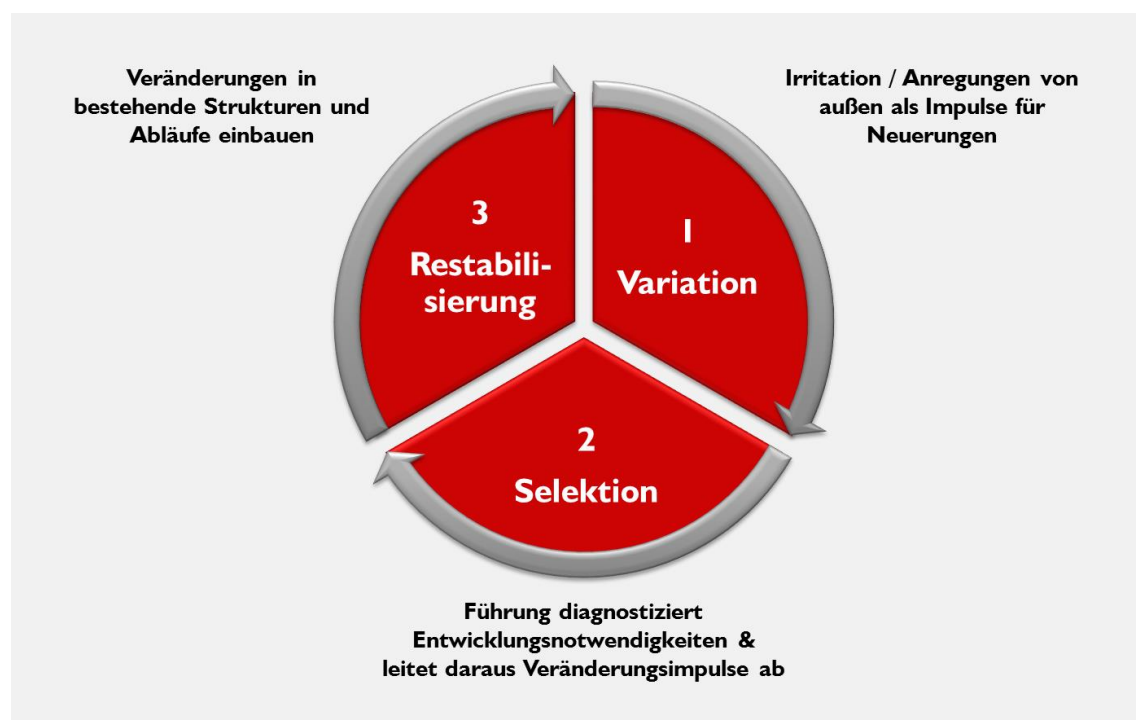 Veränderungen in
bestehende Strukturen und
Abläufe einbauen
Irritation / Anregungen von
außen als Impulse für
Neuerungen
3
Restabili-
sierung
1
Variation
2
Selektion
Führung diagnostiziert
Entwicklungsnotwendigkeiten &
leitet daraus Veränderungsimpulse ab